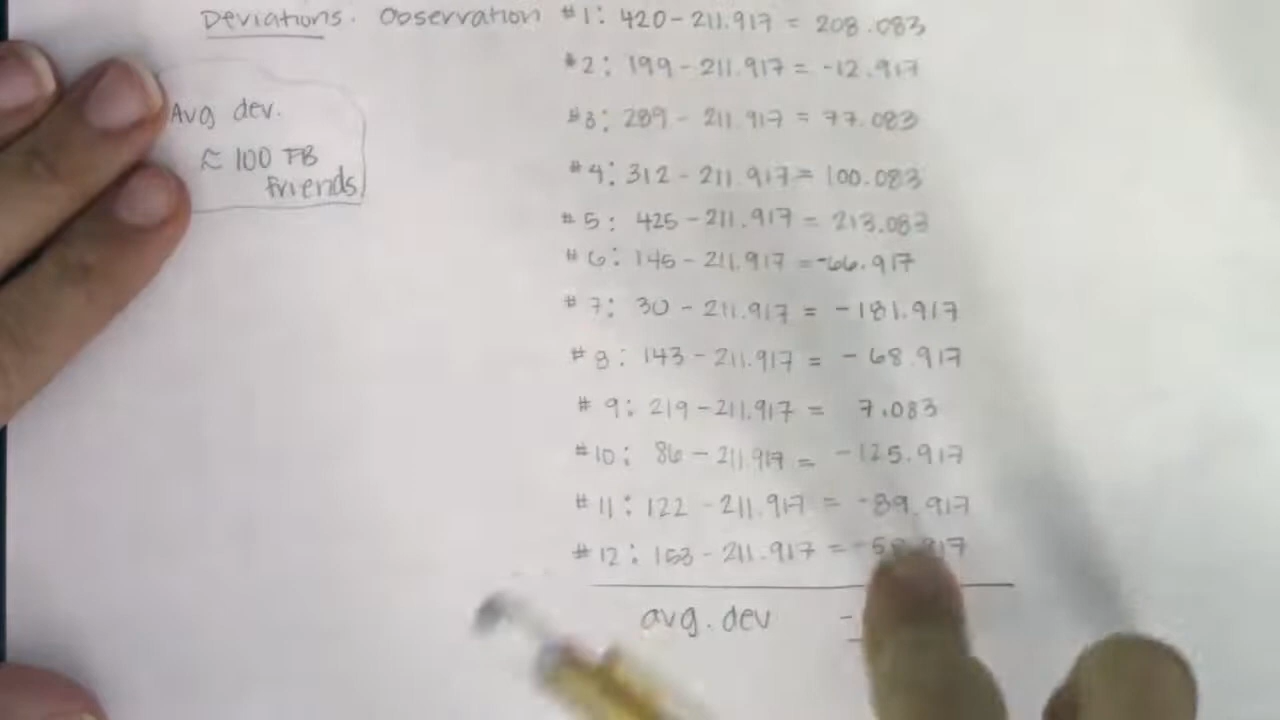 Deviations. Observation #1: 420 - 211.917 = 208.083
#2: 199 - 211.917 = -12.917
#3: 289 - 211.917 = 77.083
Avg dev.
≈ 100 FB
friends
#4: 312 - 211.917 = 100.083
#5: 425 - 211.917 = 213.083
#6: 145 - 211.917 = -66.917
#7: 30 - 211.917 = -181.917
#8: 143 - 211.917 = -68.917
#9: 219 - 211.917 = 7.083
#10: 86 - 211.917 = -125.917
#11: 122 - 211.917 = -89.917
#12: 153 - 211.917 =
avg. dev